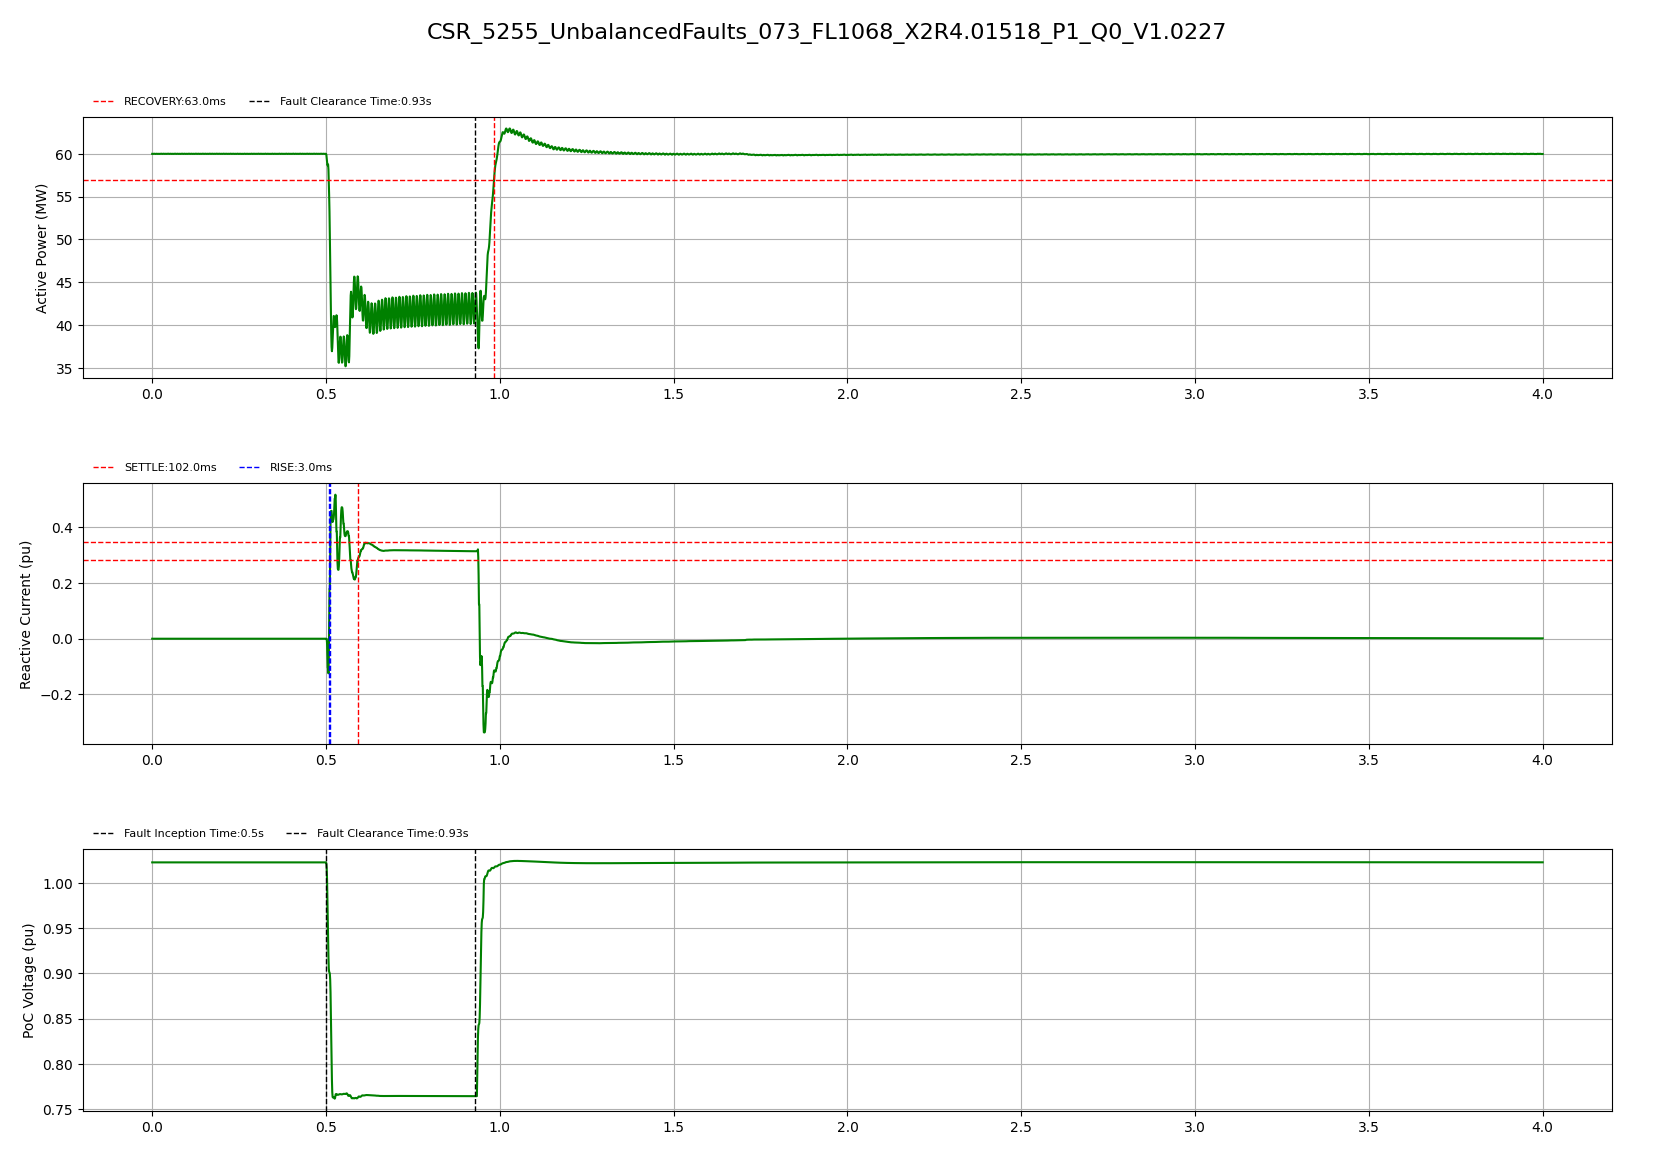 CSR_5255_UnbalancedFaults_073_FL1068_X2R4.01518_P1_Q0_V1.0227
RECOVERY:63.0ms Fault Clearance Time:0.93s
Active Power (MW)
60
55
50
45
40
35
0.0 0.5 1.0 1.5 2.0 2.5 3.0 3.5 4.0
SETTLE:102.0ms RISE:3.0ms
Reactive Current (pu)
0.4
0.2
0.0
−0.2
0.0 0.5 1.0 1.5 2.0 2.5 3.0 3.5 4.0
Fault Inception Time:0.5s Fault Clearance Time:0.93s
PoC Voltage (pu)
1.00
0.95
0.90
0.85
0.80
0.75
0.0 0.5 1.0 1.5 2.0 2.5 3.0 3.5 4.0